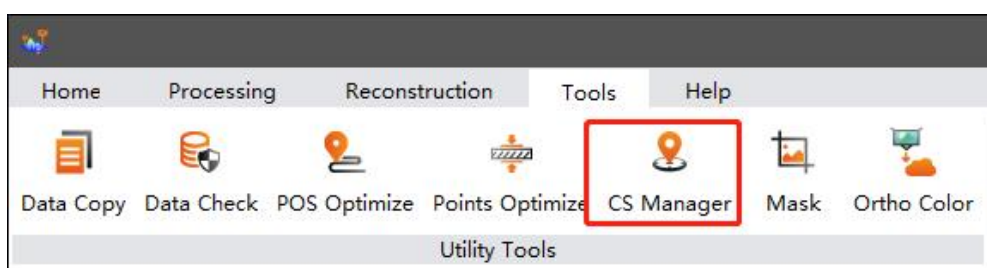 Home Processing Reconstruction Tools Help
Data Copy Data Check POS Optimize Points Optimize CS Manager Mask Ortho Color
Utility Tools